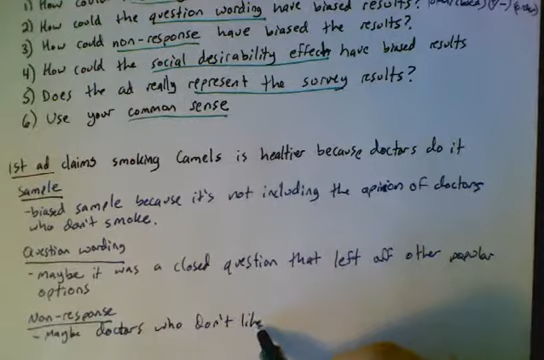 1) How
2) How could the question wording have biased results?
3) How could non-response have biased the results?
4) How could the social desirability effect have biased results
5) Does the ad really represent the survey results?
6) Use your common sense
1st ad claims smoking Camels is healtier because doctors do it
Sample
-biased sample because it's not including the opinion of doctors
who don't smoke.
Question wording
- Maybe it was a closed question that left off other popular
options
Non-response
- Maybe doctors who don't like